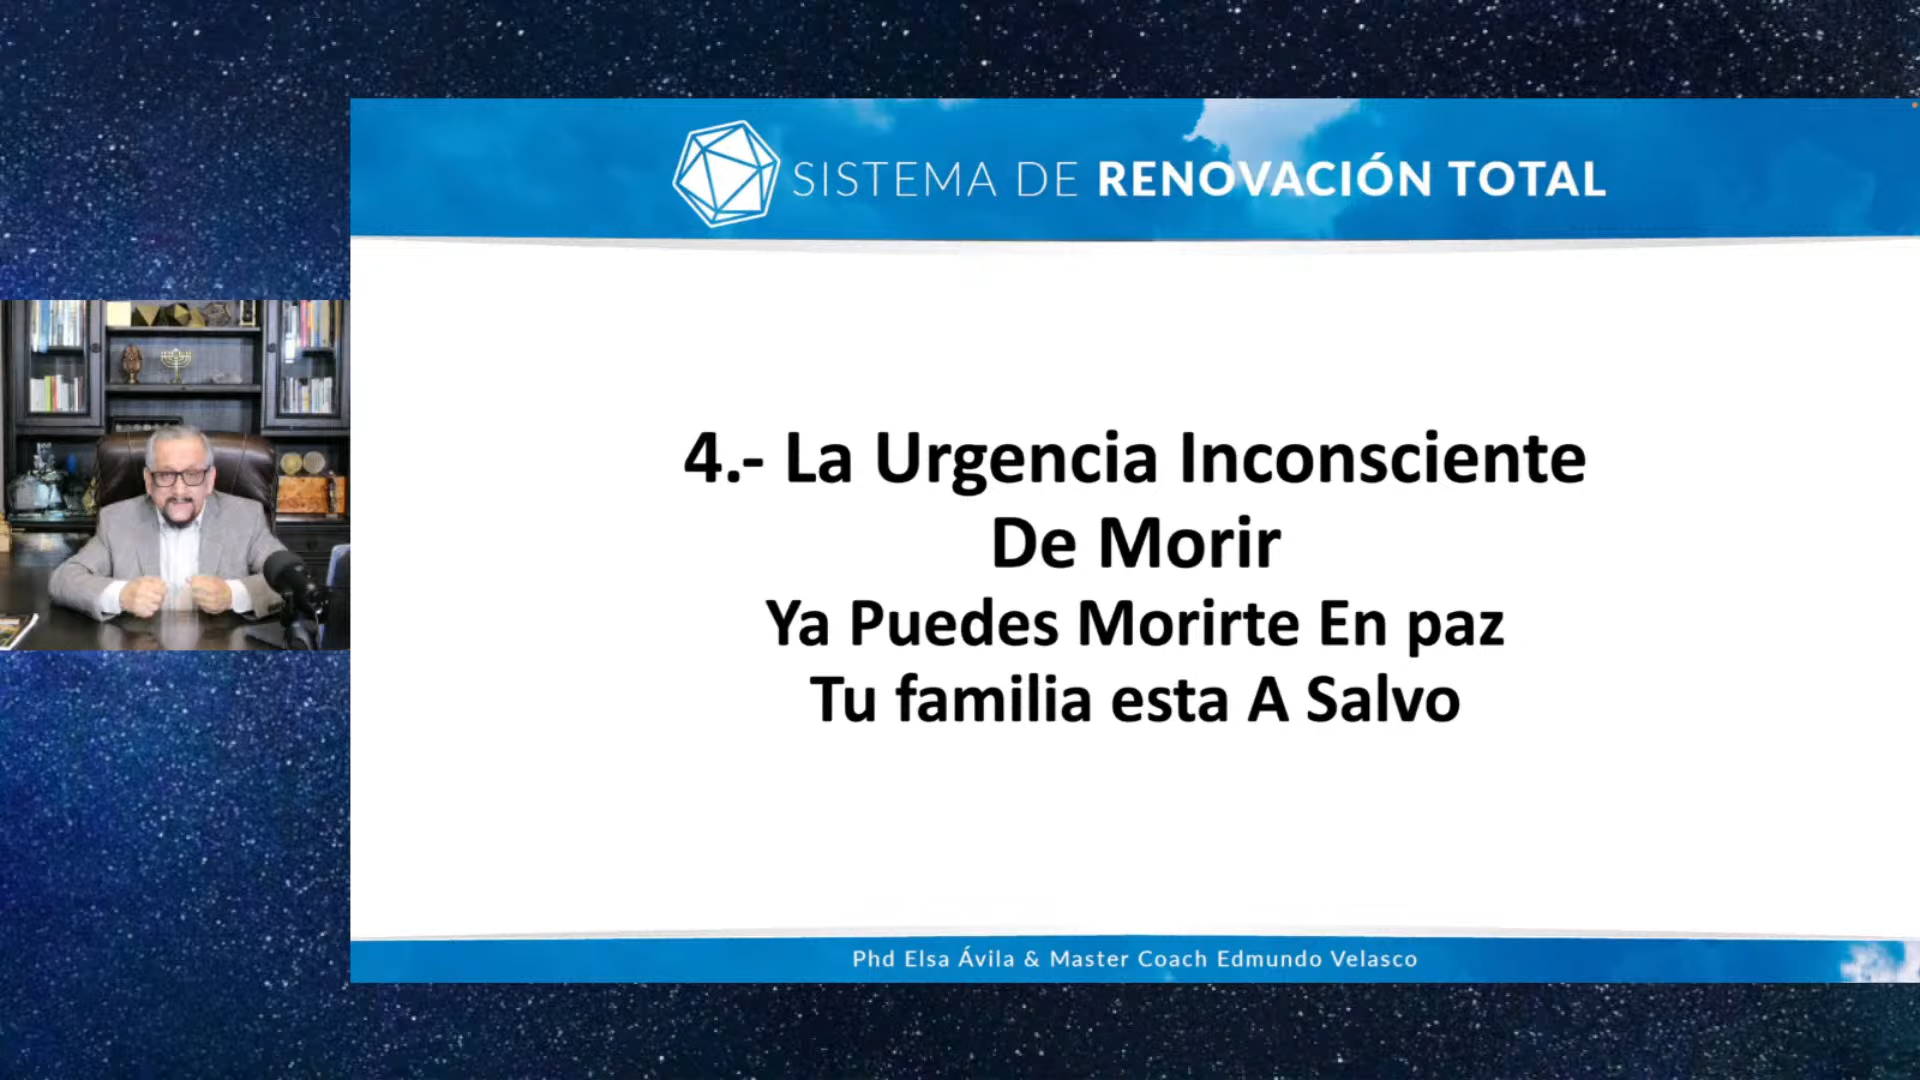 SISTEMA DE RENOVACIÓN TOTAL
4.- La Urgencia Inconsciente
De Morir
Ya Puedes Morirte En paz
Tu familia esta A Salvo
Phd Elsa Ávila & Master Coach Edmundo Velasco